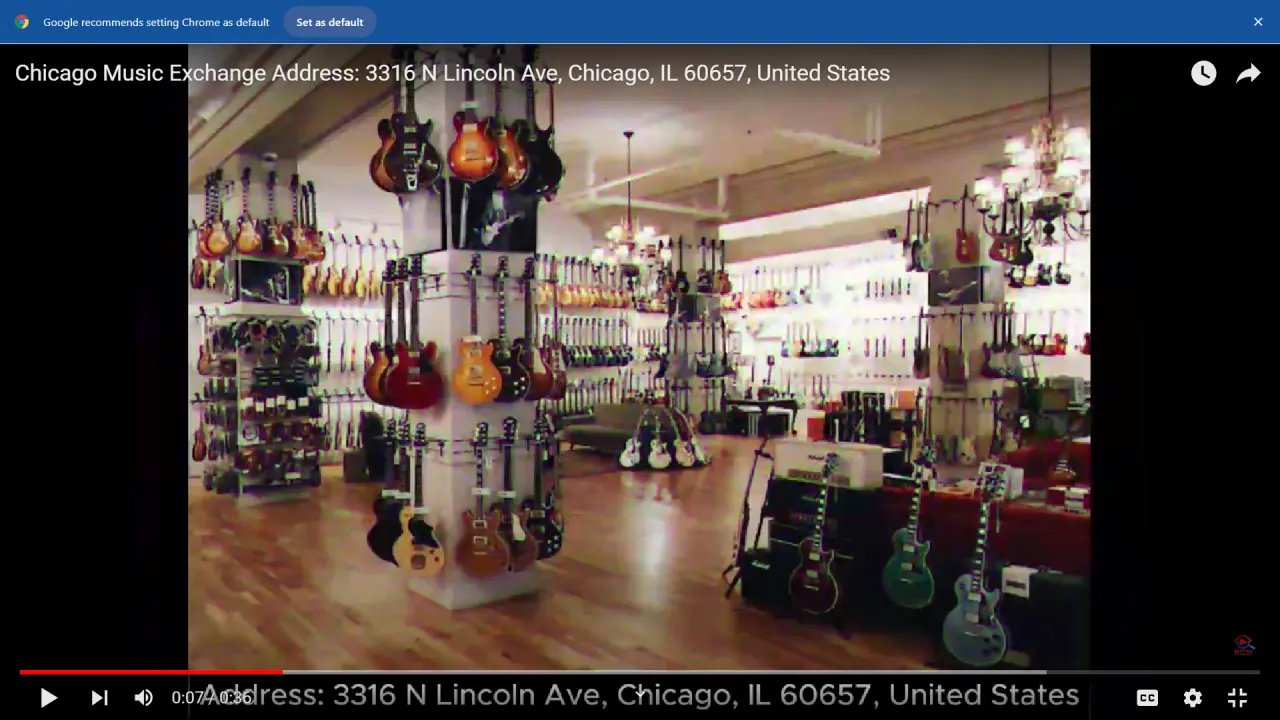 Google recommends setting Chrome as default
Set as default
Chicago Music Exchange Address: 3316 N Lincoln Ave, Chicago, IL 60657, United States
0:07 / 0:36
Address: 3316 N Lincoln Ave, Chicago, IL 60657, United States
CC